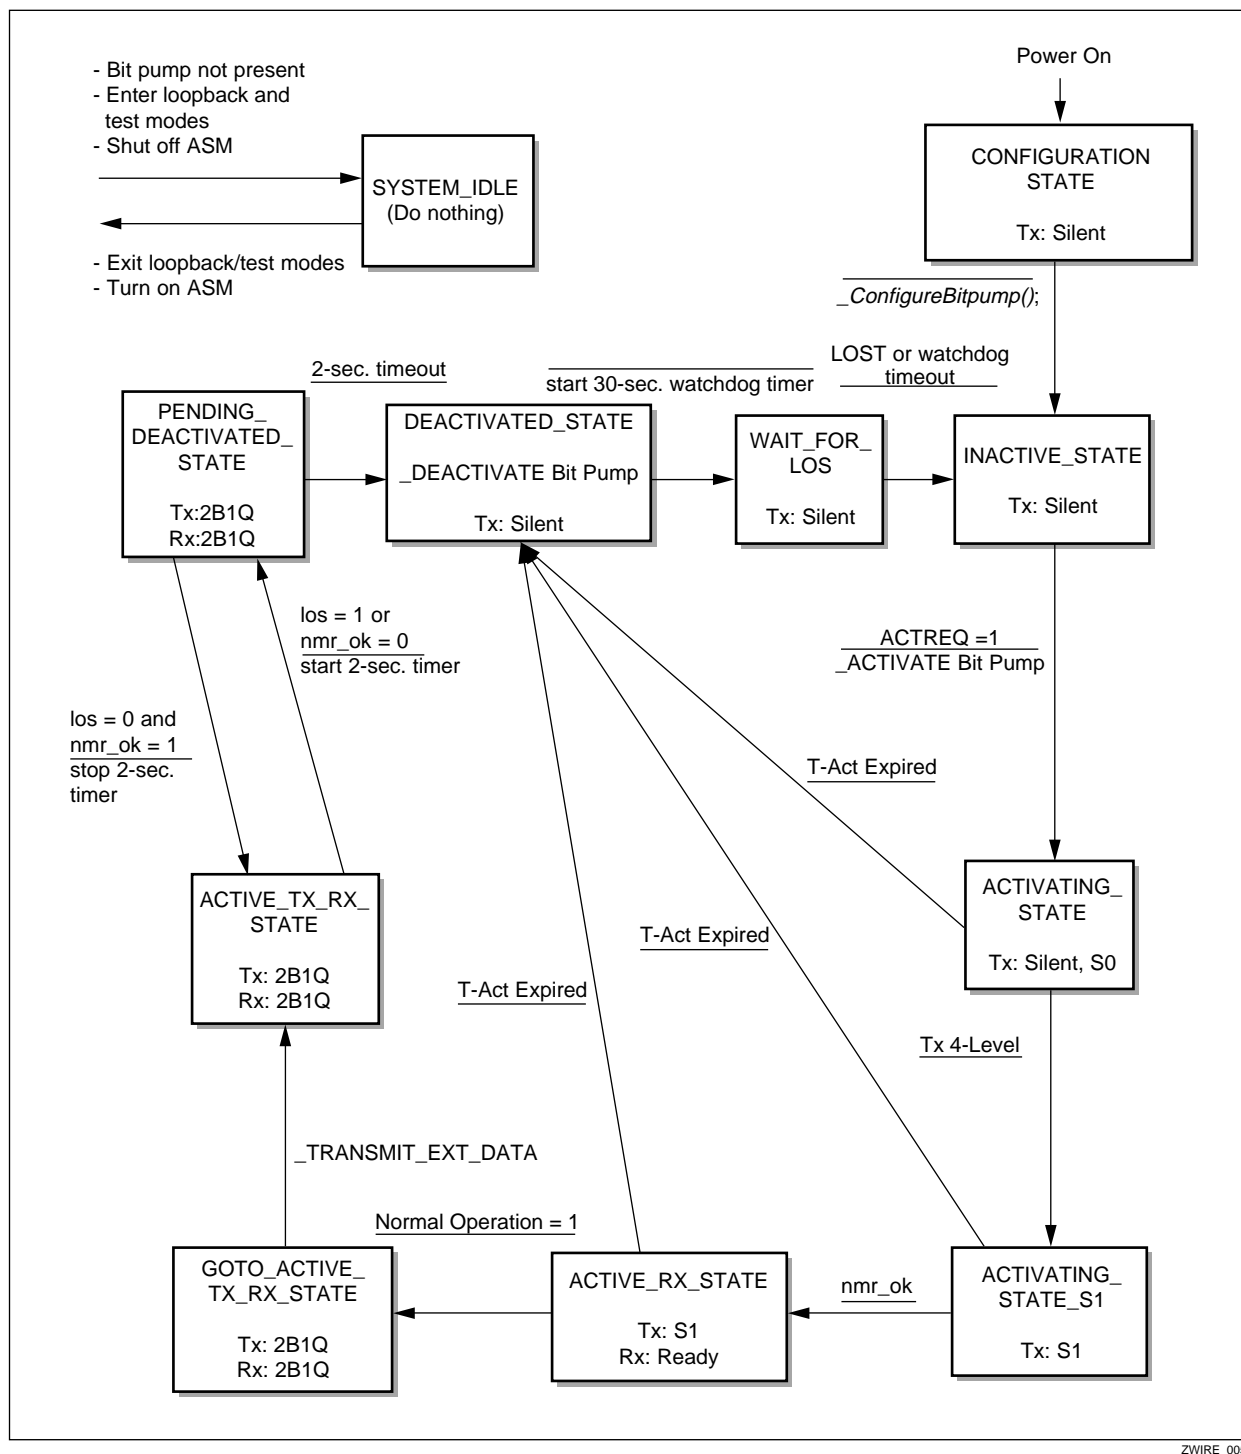 - Bit pump not present
- Enter loopback and
test modes
- Shut off ASM
SYSTEM_IDLE
(Do nothing)
- Exit loopback/test modes
- Turn on ASM
Power On
CONFIGURATION
STATE
Tx: Silent
_ConfigureBitpump();
2-sec. timeout
start 30-sec. watchdog timer
LOST or watchdog
timeout
PENDING_
DEACTIVATED_
STATE
Tx:2B1Q
Rx:2B1Q
DEACTIVATED_STATE
_DEACTIVATE Bit Pump
Tx: Silent
WAIT_FOR_
LOS
Tx: Silent
INACTIVE_STATE
Tx: Silent
los = 1 or
nmr_ok = 0
start 2-sec. timer
ACTREQ =1
_ACTIVATE Bit Pump
los = 0 and
nmr_ok = 1
stop 2-sec.
timer
T-Act Expired
ACTIVE_TX_RX_
STATE
Tx: 2B1Q
Rx: 2B1Q
T-Act Expired
T-Act Expired
ACTIVATING_
STATE
Tx: Silent, S0
Tx 4-Level
_TRANSMIT_EXT_DATA
Normal Operation = 1
GOTO_ACTIVE_
TX_RX_STATE
Tx: 2B1Q
Rx: 2B1Q
ACTIVE_RX_STATE
Tx: S1
Rx: Ready
nmr_ok
ACTIVATING_
STATE_S1
Tx: S1